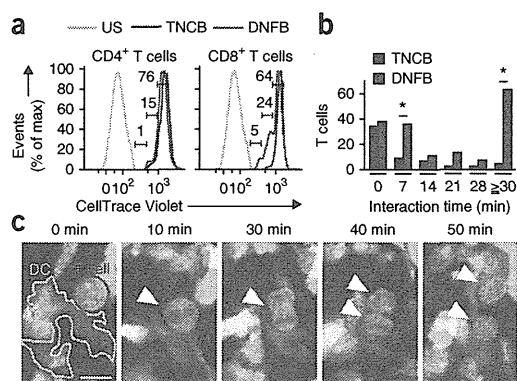 a
US TNCB DNFB
CD4+ T cells
CD8+ T cells
100
80
60
40
20
0
Events
(% of max)
76
15
1
64
24
5
0 10² 10³
0 10² 10³
CellTrace Violet
b
TNCB
DNFB
T cells
60
40
20
0
*
*
0 7 14 21 28 ≥30
Interaction time (min)
c
0 min 10 min 30 min 40 min 50 min
DC
T cell